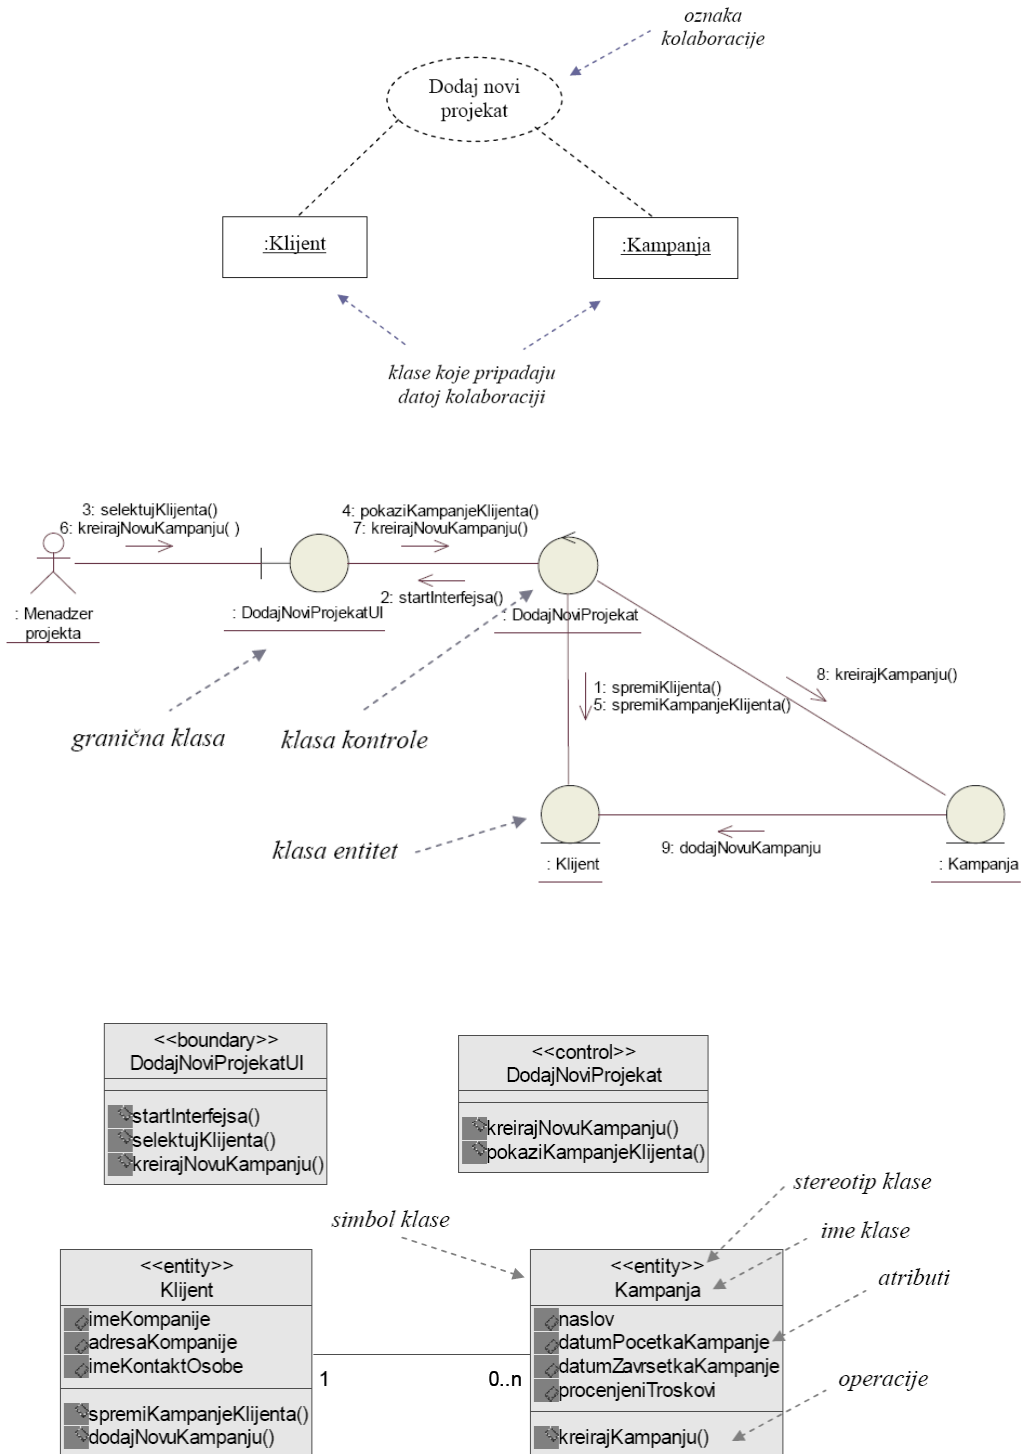 oznaka
kolaboracije
Dodaj novi
projekat
:Klijent
:Kampanja
klase koje pripadaju
datoj kolaboraciji
3: selektujKlijenta()
6: kreirajNovuKampanju( )
4: pokaziKampanjeKlijenta()
7: kreirajNovuKampanju()
2: startInterfejsa()
: Menadzer
projekta
: DodajNoviProjekatUI
: DodajNoviProjekat
1: spremiKlijenta()
5: spremiKampanjeKlijenta()
8: kreirajKampanju()
granična klasa
klasa kontrole
klasa entitet
9: dodajNovuKampanju
: Klijent
: Kampanja
<<boundary>>
DodajNoviProjekatUI
startInterfejsa()
selektujKlijenta()
kreirajNovuKampanju()
<<control>>
DodajNoviProjekat
kreirajNovuKampanju()
pokaziKampanjeKlijenta()
stereotip klase
simbol klase
ime klase
atributi
operacije
<<entity>>
Klijent
imeKompanije
adresaKompanije
imeKontaktOsobe
spremiKampanjeKlijenta()
dodajNovuKampanju()
1
0..n
<<entity>>
Kampanja
naslov
datumPocetkaKampanje
datumZavrsetkaKampanje
procenjeniTroskovi
kreirajKampanju()